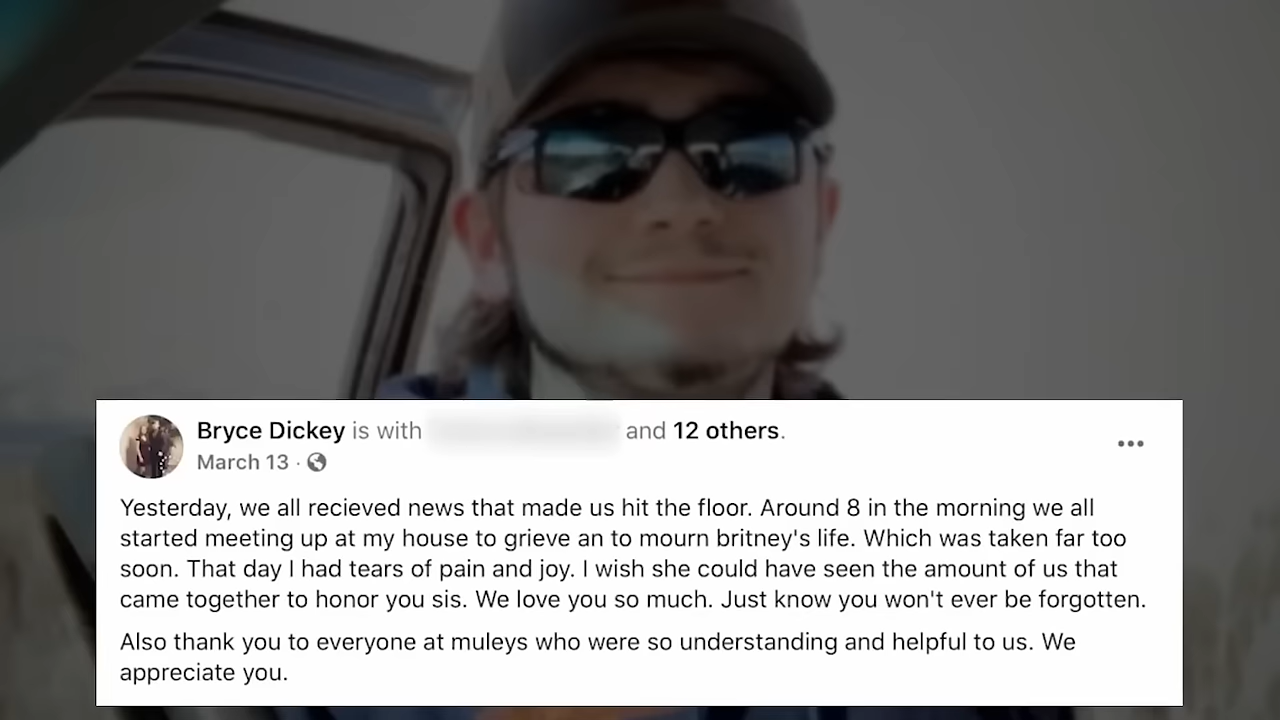 Bryce Dickey is with and 12 others.
March 13 ·
Yesterday, we all recieved news that made us hit the floor. Around 8 in the morning we all
started meeting up at my house to grieve an to mourn britney's life. Which was taken far too
soon. That day I had tears of pain and joy. I wish she could have seen the amount of us that
came together to honor you sis. We love you so much. Just know you won't ever be forgotten.
Also thank you to everyone at muleys who were so understanding and helpful to us. We
appreciate you.